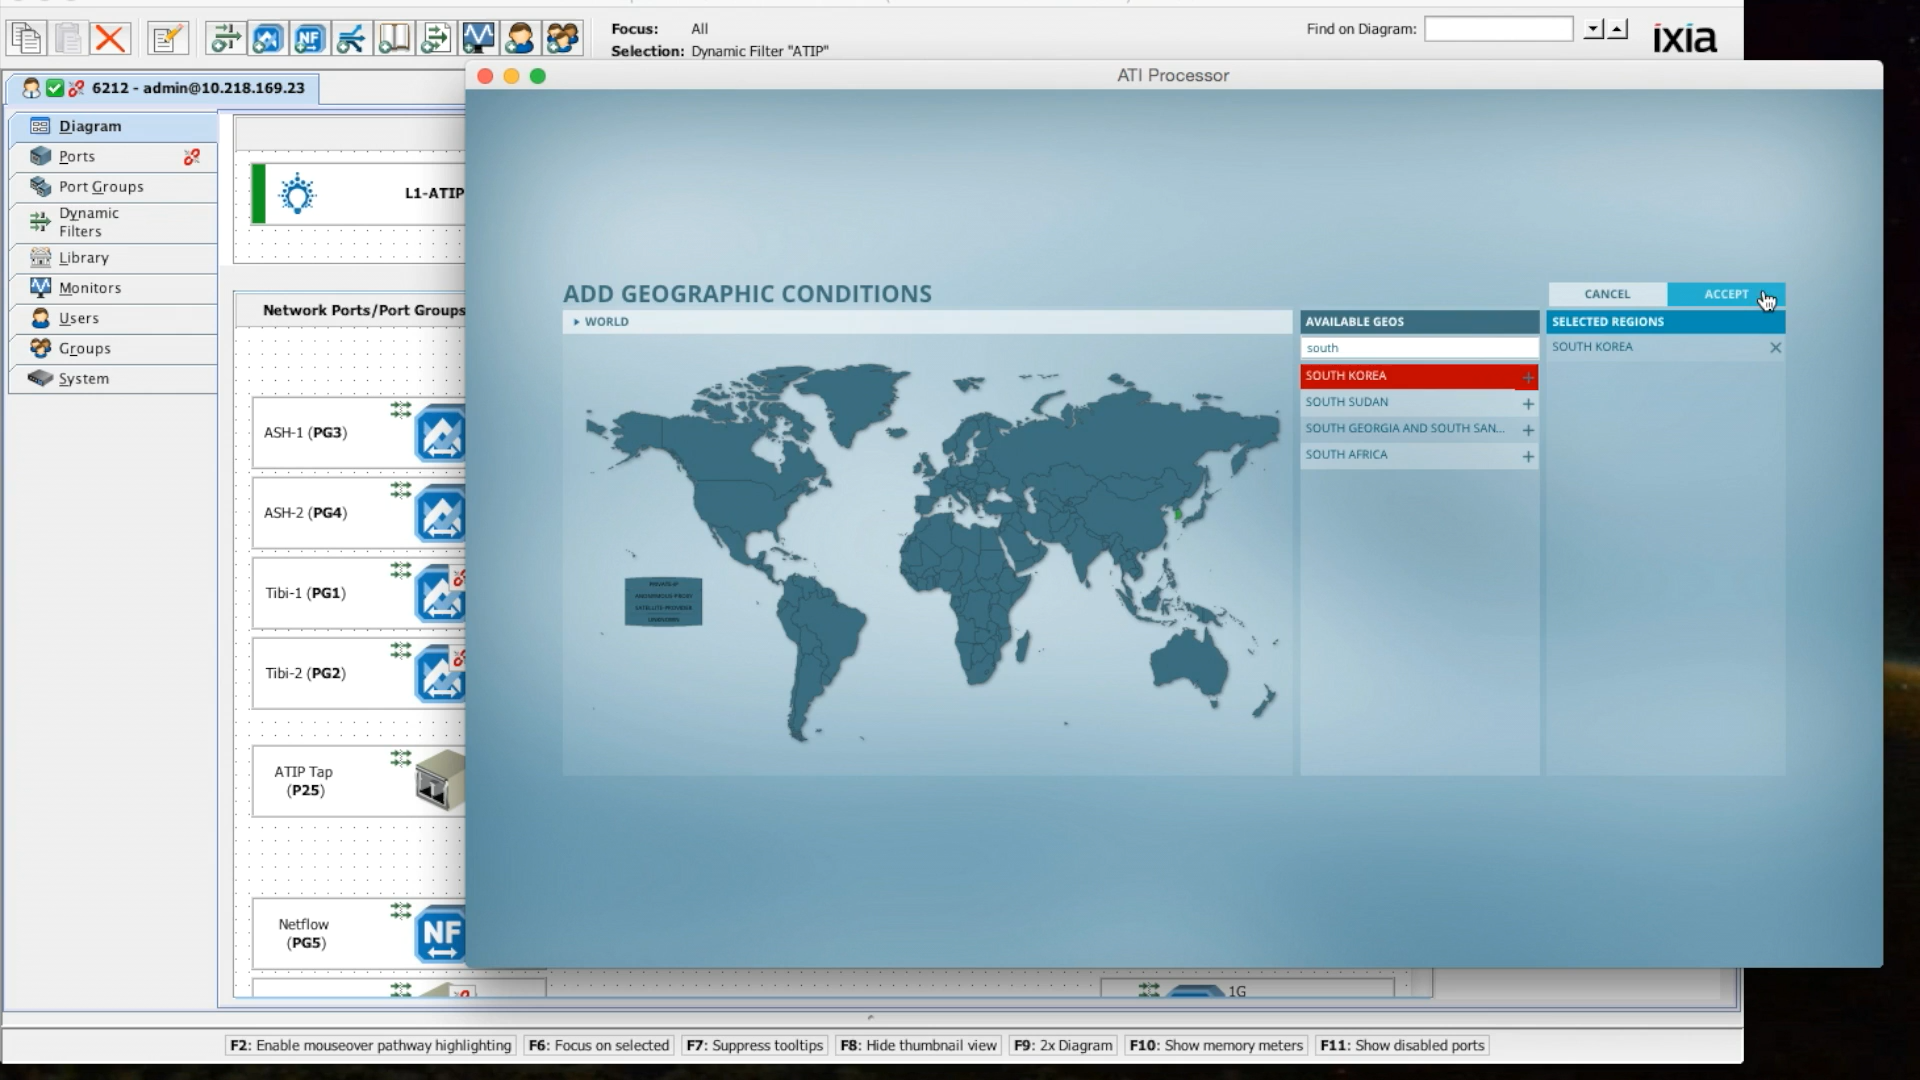 Focus: All
Selection: Dynamic Filter "ATIP"
Find on Diagram:
ixia
6212 - admin@10.218.169.23
ATI Processor
Diagram
Ports
Port Groups
Dynamic
Filters
Library
Monitors
Users
Groups
System
L1-ATIP
Network Ports/Port Groups
ASH-1 (PG3)
ASH-2 (PG4)
Tibi-1 (PG1)
Tibi-2 (PG2)
ATIP Tap
(P25)
Netflow
(PG5)
NF
NF
ADD GEOGRAPHIC CONDITIONS
CANCEL
ACCEPT
WORLD
AVAILABLE GEOS
SELECTED REGIONS
south
SOUTH KOREA
SOUTH KOREA
SOUTH SUDAN
SOUTH GEORGIA AND SOUTH SAN...
SOUTH AFRICA
1G
F2: Enable mouseover pathway highlighting
F6: Focus on selected
F7: Suppress tooltips
F8: Hide thumbnail view
F9: 2x Diagram
F10: Show memory meters
F11: Show disabled ports